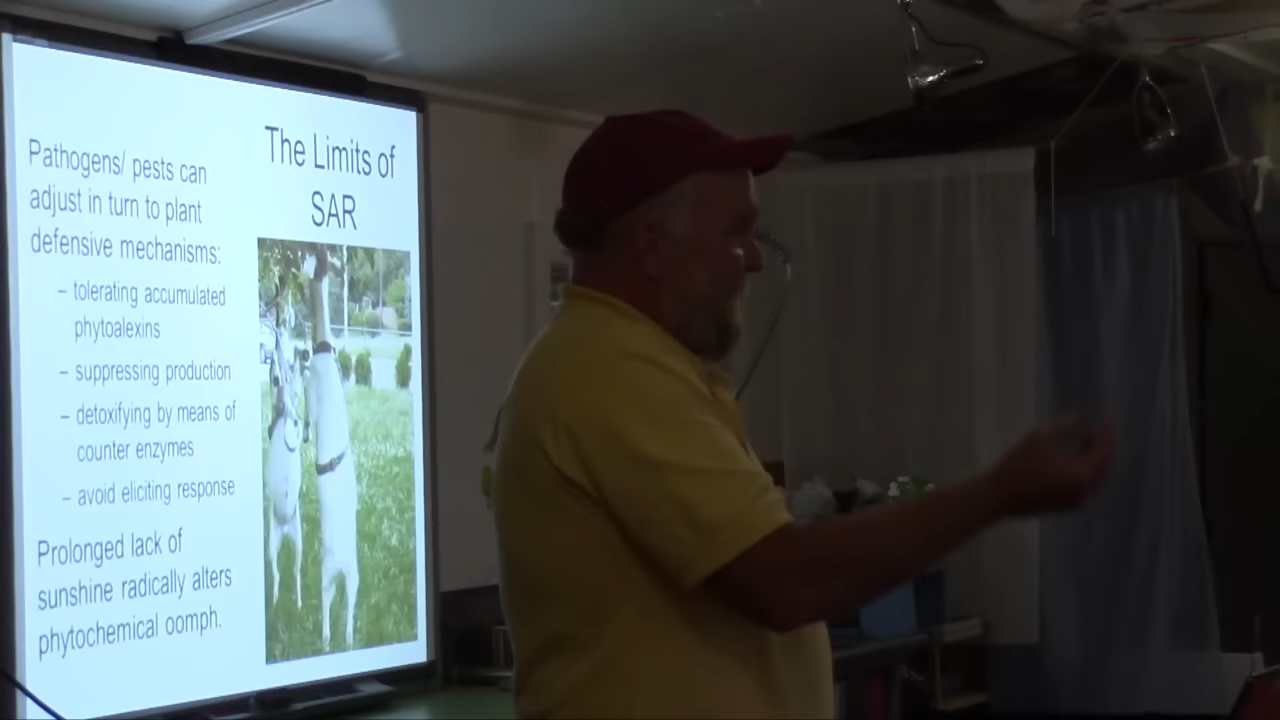 The Limits of
SAR
Pathogens/ pests can
adjust in turn to plant
defensive mechanisms:
– tolerating accumulated
phytoalexins
– suppressing production
– detoxifying by means of
counter enzymes
– avoid eliciting response
Prolonged lack of
sunshine radically alters
phytochemical oomph.